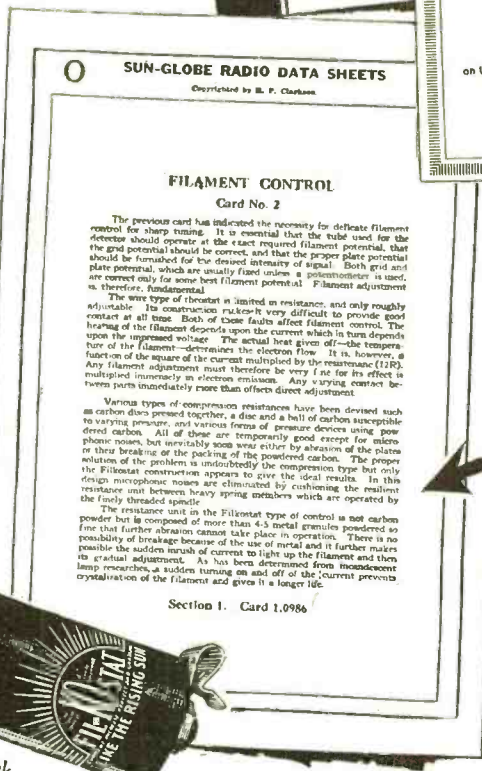 on
SUN-GLOBE RADIO DATA SHEETS
Copyrighted by H. P. Clarkson
FILAMENT CONTROL
Card No. 2
The previous card has indicated the necessity for delicate filament
control for sharp tuning. It is essential that the tube used for the
detector should operate at the exact required filament potential, that
the grid potential should be correct, and that the proper plate potential
should be furnished for the desired intensity of signal. Both grid and
plate potential, which are usually fixed unless a potentiometer is used,
are correct only for some best filament potential Filament adjustment
is, therefore, fundamental
The wire type of rheostat is limited in resistance, and only roughly
adjustable Its construction makes it very difficult to provide good
contact at all time Both of these faults affect filament control. The
heating of the filament depends upon the current which in turn depends
upon the impressed voltage The actual heat given off—the tempera-
ture of the filament—determines the electron flow It is, however, a
function of the square of the current multiplied by the resistance (I2R).
Any filament adjustment must therefore be very fine for its effect is
multiplied immensely in electron emission. Any varying contact be-
tween parts immediately more than offsets direct adjustment
Various types of compression resistances have been devised such
as carbon discs pressed together, a disc and a ball of carbon susceptible
to varying pressure, and various forms of pressure devices using pow
dered carbon. All of these are temporarily good except for micro
phonic noises, but inevitably soon wear either by abrasion of the plates
or their breaking or the packing of the powdered carbon. The proper
solution of the problem is undoubtedly the compression type but only
the Filkostat construction appears to give the ideal results. In this
design microphonic noises are eliminated by cushioning the resilient
resistance unit between heavy spring members which are operated by
the finely threaded spindle
The resistance unit in the Filkostat type of control is not carbon
powder but is composed of more than 4-5 metal granules powdered so
fine that further abrasion cannot take place in operation. There is no
possibility of breakage because of the use of metal and it further makes
possible the sudden inrush of current to light up the filament and then
its gradual adjustment. As has been determined from incandescent
lamp researches, a sudden turning on and off of the current prevents
crystalization of the filament and gives it a longer life.
Section 1. Card 1.0986
FIL-KO-STAT
LIKE THE RISING SUN